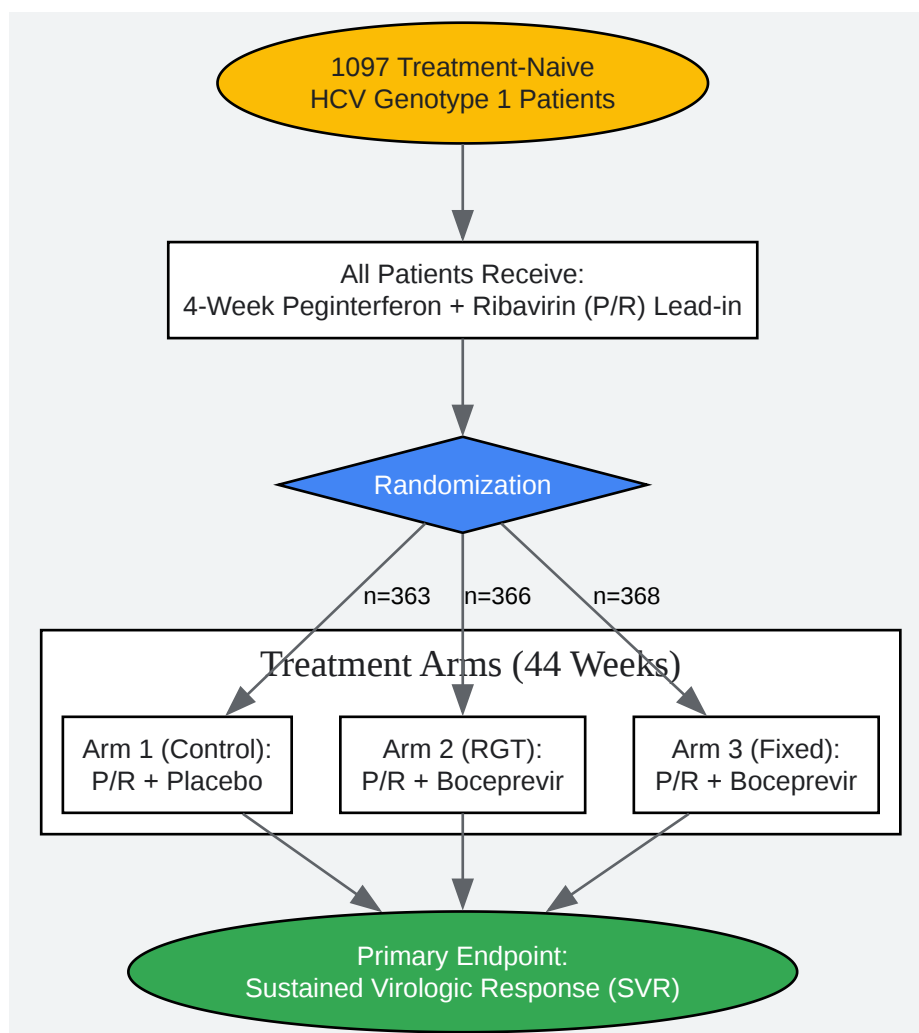 1097 Treatment-Naive
HCV Genotype 1 Patients
All Patients Receive:
4-Week Peginterferon + Ribavirin (P/R) Lead-in
Randomization
n=363
n=366
n=368
Treatment Arms (44 Weeks)
Arm 1 (Control):
P/R + Placebo
Arm 2 (RGT):
P/R + Boceprevir
Arm 3 (Fixed):
P/R + Boceprevir
Primary Endpoint:
Sustained Virologic Response (SVR)